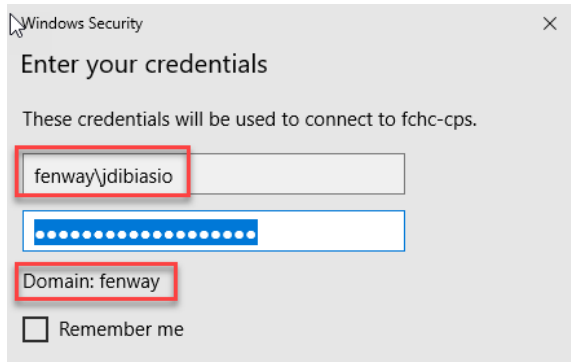 Windows Security
Enter your credentials
These credentials will be used to connect to fchc-cps.
fenway\jdibiasio
●●●●●●●●●●●●●●●●●●●
Domain: fenway
Remember me